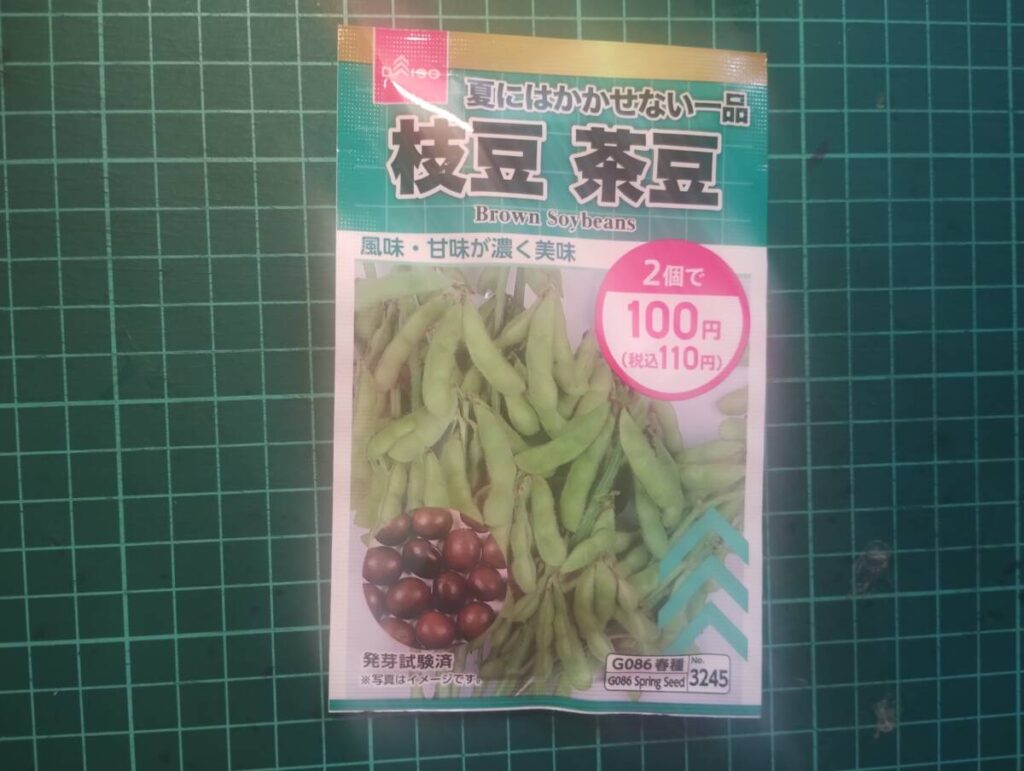 DAISO
夏にはかかせない一品
枝豆 茶豆
Brown Soybeans
風味・甘味が濃く美味
2個で
100円
(税込110円)
発芽試験済
※写真はイメージです。
G086 春種
G086 Spring Seed
No.
3245